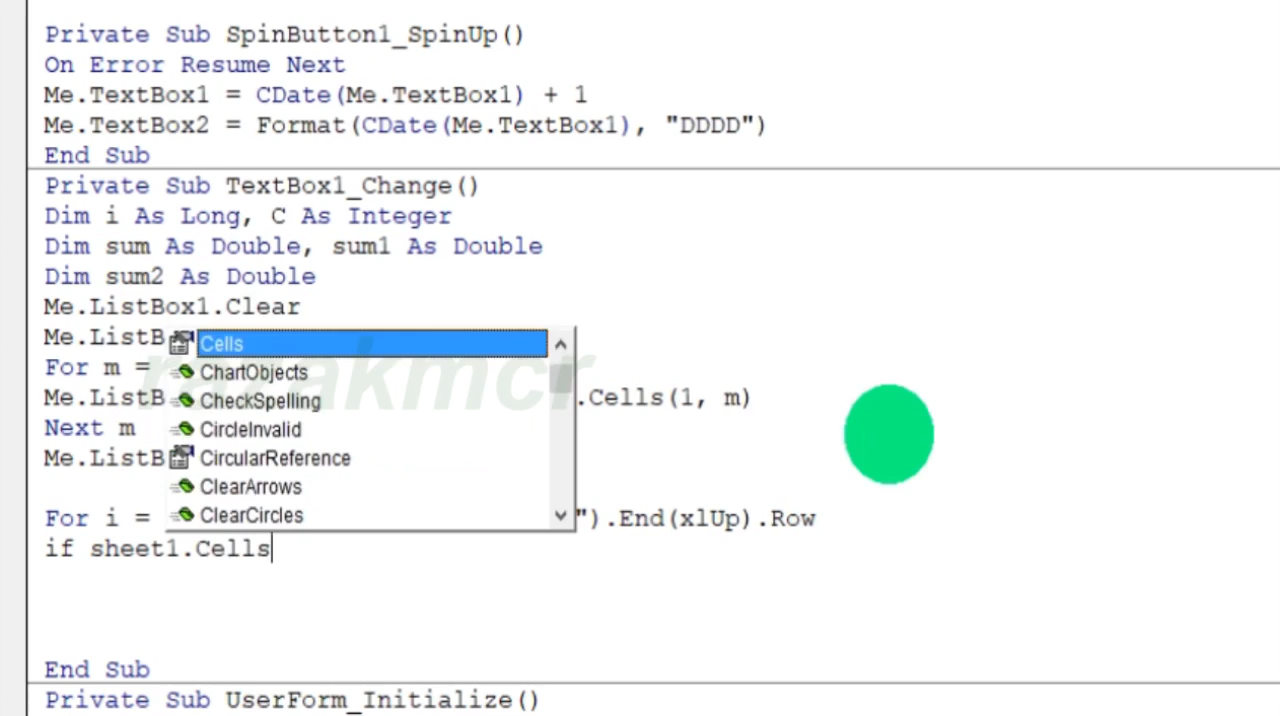 Private Sub SpinButton1_SpinUp()
On Error Resume Next
Me.TextBox1 = CDate(Me.TextBox1) + 1
Me.TextBox2 = Format(CDate(Me.TextBox1), "DDDD")
End Sub
Private Sub TextBox1_Change()
Dim i As Long, C As Integer
Dim sum As Double, sum1 As Double
Dim sum2 As Double
Me.ListBox1.Clear
Me.ListB
For m =
Me.ListB .Cells(1, m)
Next m
Me.ListB
For i = ").End(xlUp).Row
if sheet1.Cells
Cells
ChartObjects
CheckSpelling
CircleInvalid
CircularReference
ClearArrows
ClearCircles
razakmcr
End Sub
Private Sub UserForm_Initialize()